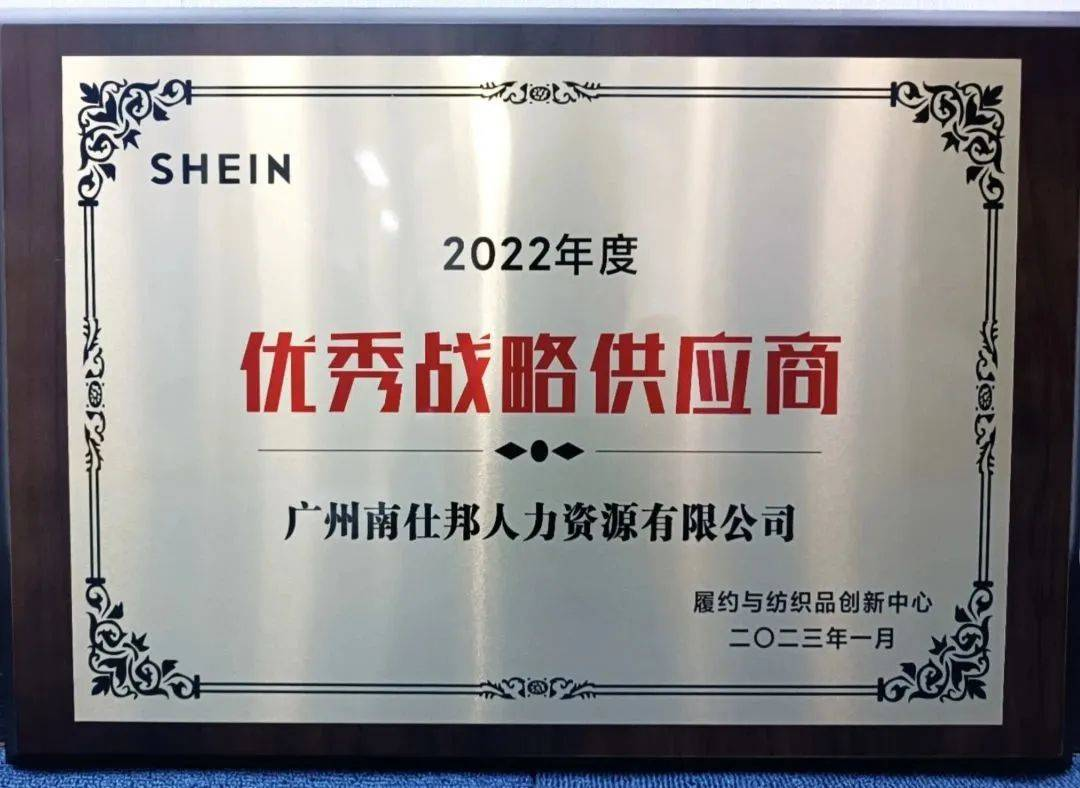 SHEIN
2022年度
优秀战略供应商
广州南仕邦人力资源有限公司
履约与纺织品创新中心
二〇二三年一月